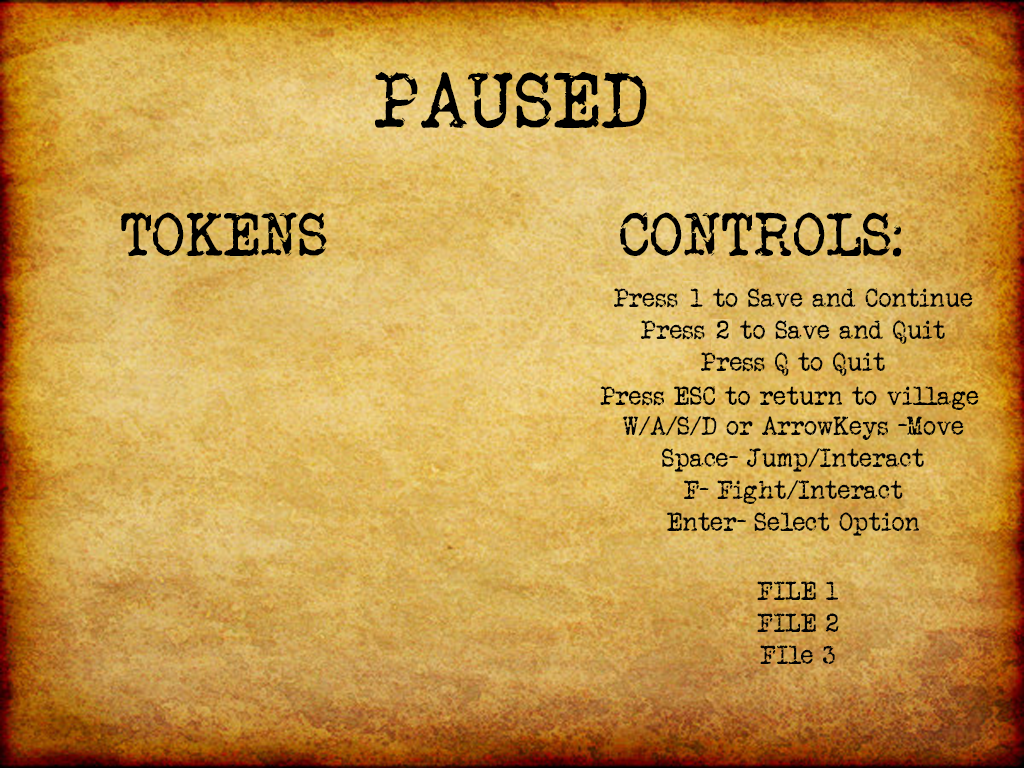 PAUSED
TOKENS
CONTROLS:
Press 1 to Save and Continue
Press 2 to Save and Quit
Press Q to Quit
Press ESC to return to village
W/A/S/D or ArrowKeys -Move
Space- Jump/Interact
F- Fight/Interact
Enter- Select Option
FILE 1
FILE 2
FIle 3